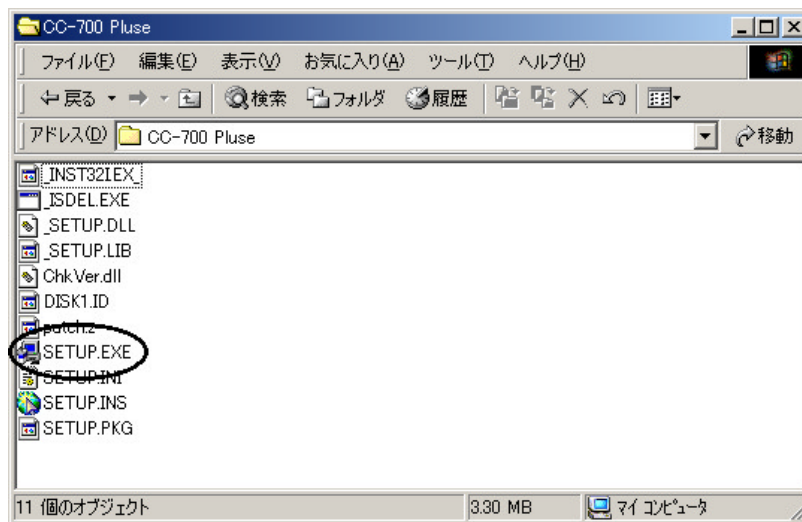 CC-700 Pluse
ファイル(F) 編集(E) 表示(V) お気に入り(A) ツール(T) ヘルプ(H)
戻る 検索 フォルダ 履歴
アドレス(D) CC-700 Pluse 移動
_INST32I.EX_
_ISDEL.EXE
_SETUP.DLL
_SETUP.LIB
ChkVer.dll
DISK1.ID
patch.z
SETUP.EXE
SETUP.INI
SETUP.INS
SETUP.PKG
11 個のオブジェクト 3.30 MB マイ コンピュータ